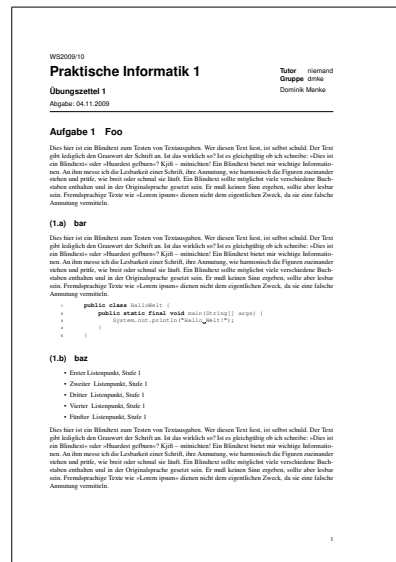 WS2009/10
Praktische Informatik 1
Tutor niemand
Gruppe dmke
Übungszettel 1
Dominik Menke
Abgabe: 04.11.2009
Aufgabe 1 Foo
Dies hier ist ein Blindtext zum Testen von Textausgaben. Wer diesen Text liest, ist selbst schuld. Der Text
gibt lediglich den Grauwert der Schrift an. Ist das wirklich so? Ist es gleichgültig ob ich schreibe: »Dies ist
ein Blindtext« oder »Huardest gefburn«? Kjift – mitnichten! Ein Blindtext bietet mir wichtige Informatio-
nen. An ihm messe ich die Lesbarkeit einer Schrift, ihre Anmutung, wie harmonisch die Figuren zueinander
stehen und prüfe, wie breit oder schmal sie läuft. Ein Blindtext sollte möglichst viele verschiedene Buch-
staben enthalten und in der Originalsprache gesetzt sein. Er muß keinen Sinn ergeben, sollte aber lesbar
sein. Fremdsprachige Texte wie »Lorem ipsum« dienen nicht dem eigentlichen Zweck, da sie eine falsche
Anmutung vermitteln.
(1.a) bar
Dies hier ist ein Blindtext zum Testen von Textausgaben. Wer diesen Text liest, ist selbst schuld. Der Text
gibt lediglich den Grauwert der Schrift an. Ist das wirklich so? Ist es gleichgültig ob ich schreibe: »Dies ist
ein Blindtext« oder »Huardest gefburn«? Kjift – mitnichten! Ein Blindtext bietet mir wichtige Informatio-
nen. An ihm messe ich die Lesbarkeit einer Schrift, ihre Anmutung, wie harmonisch die Figuren zueinander
stehen und prüfe, wie breit oder schmal sie läuft. Ein Blindtext sollte möglichst viele verschiedene Buch-
staben enthalten und in der Originalsprache gesetzt sein. Er muß keinen Sinn ergeben, sollte aber lesbar
sein. Fremdsprachige Texte wie »Lorem ipsum« dienen nicht dem eigentlichen Zweck, da sie eine falsche
Anmutung vermitteln.
1 public class HalloWelt {
2 public static final void main(String[] args) {
3 System.out.println("Hallo␣Welt!");
4 }
5 }
(1.b) baz
• Erster Listenpunkt, Stufe 1
• Zweiter Listenpunkt, Stufe 1
• Dritter Listenpunkt, Stufe 1
• Vierter Listenpunkt, Stufe 1
• Fünfter Listenpunkt, Stufe 1
Dies hier ist ein Blindtext zum Testen von Textausgaben. Wer diesen Text liest, ist selbst schuld. Der Text
gibt lediglich den Grauwert der Schrift an. Ist das wirklich so? Ist es gleichgültig ob ich schreibe: »Dies ist
ein Blindtext« oder »Huardest gefburn«? Kjift – mitnichten! Ein Blindtext bietet mir wichtige Informatio-
nen. An ihm messe ich die Lesbarkeit einer Schrift, ihre Anmutung, wie harmonisch die Figuren zueinander
stehen und prüfe, wie breit oder schmal sie läuft. Ein Blindtext sollte möglichst viele verschiedene Buch-
staben enthalten und in der Originalsprache gesetzt sein. Er muß keinen Sinn ergeben, sollte aber lesbar
sein. Fremdsprachige Texte wie »Lorem ipsum« dienen nicht dem eigentlichen Zweck, da sie eine falsche
Anmutung vermitteln.
1